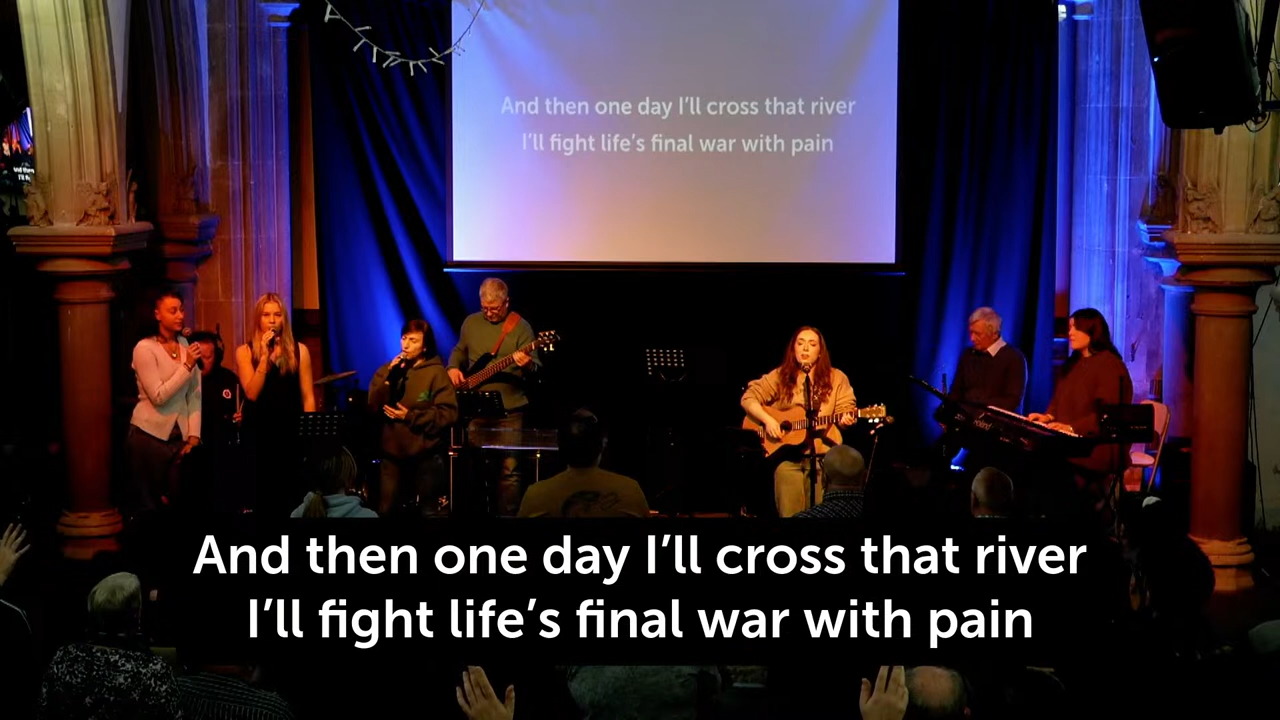 And then one day I'll cross that river
I'll fight life's final war with pain
And then one day I’ll cross that river
I’ll fight life’s final war with pain